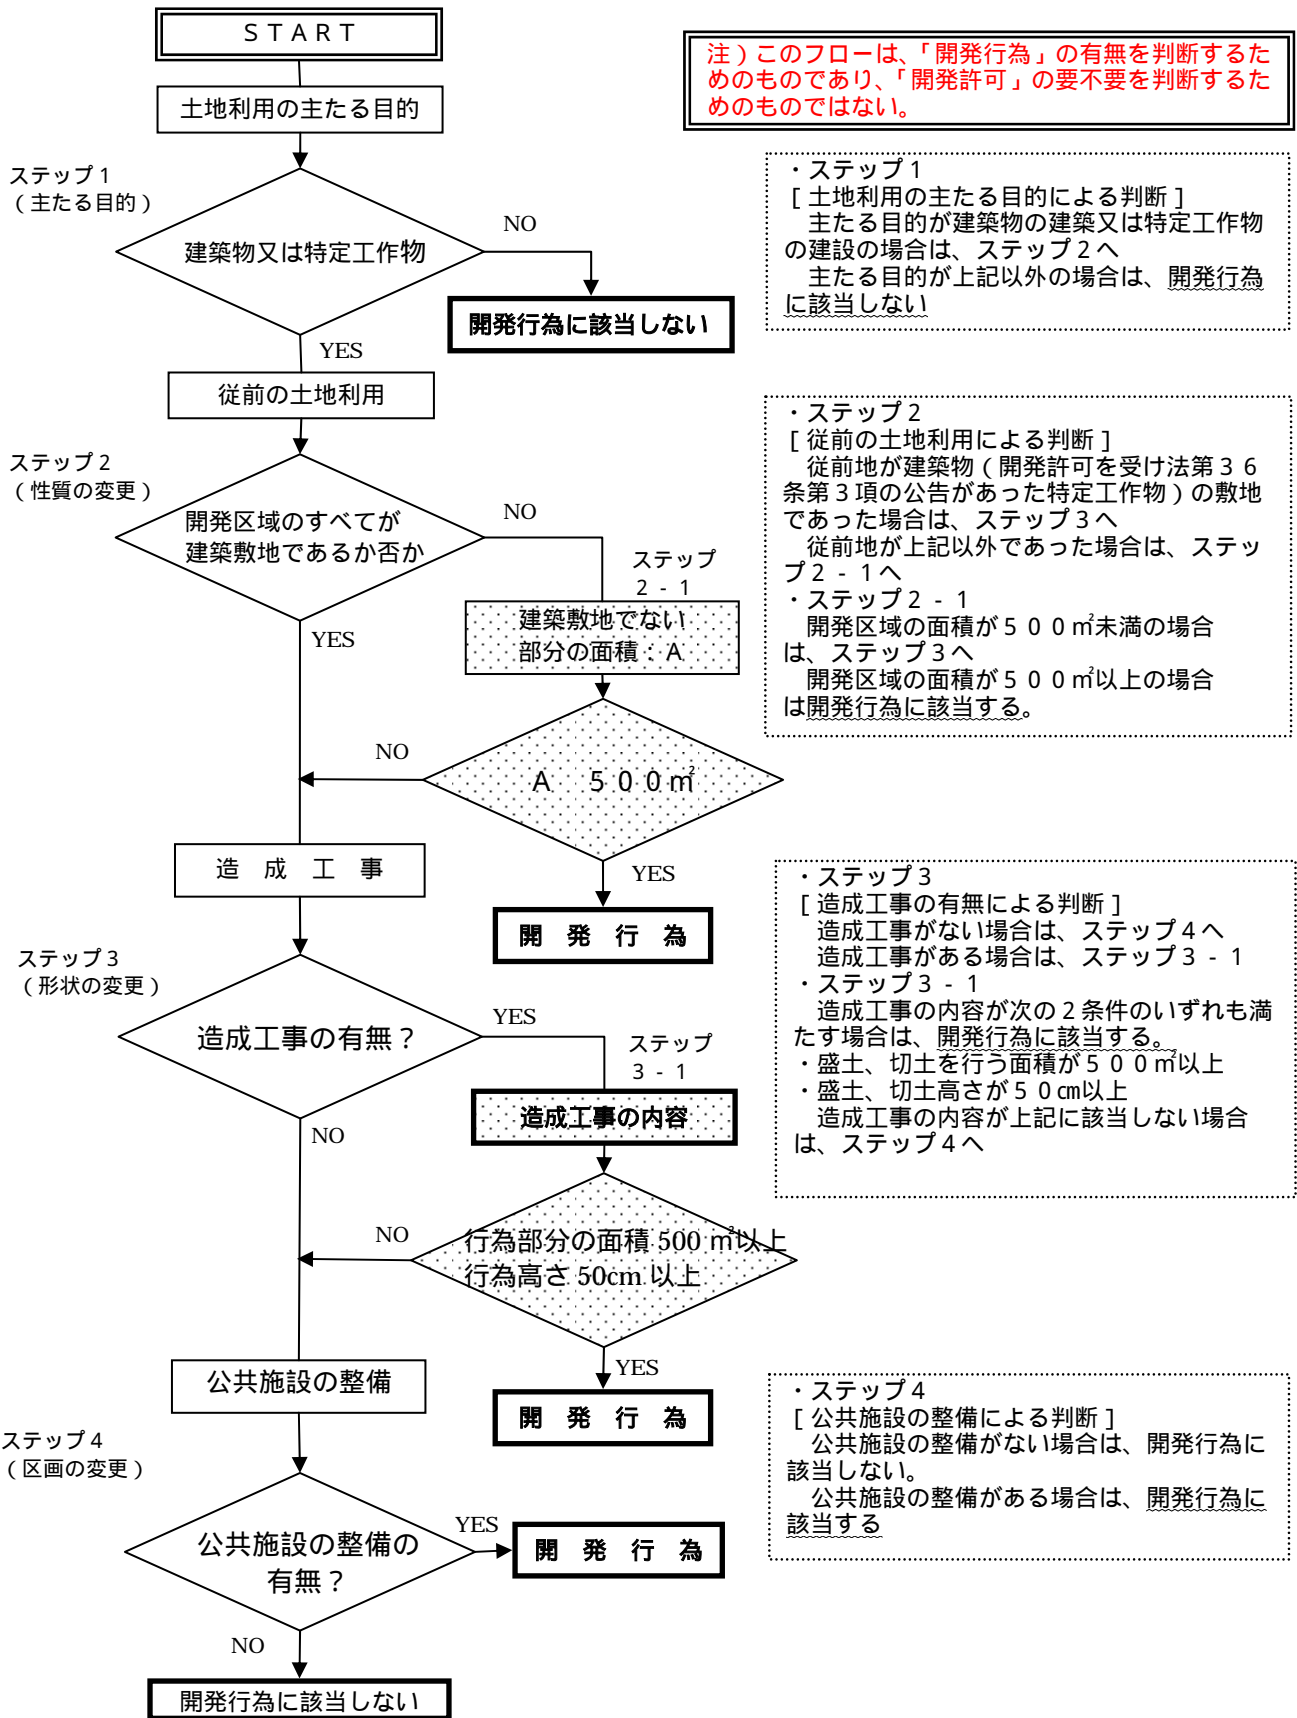 START
注）このフローは、「開発行為」の有無を判断するた
めのものであり、「開発許可」の要不要を判断するた
めのものではない。
土地利用の主たる目的
ステップ１
（主たる目的）
建築物又は特定工作物
NO
開発行為に該当しない
YES
・ステップ１
［土地利用の主たる目的による判断］
主たる目的が建築物の建築又は特定工作物
の建設の場合は、ステップ２へ
主たる目的が上記以外の場合は、開発行為
に該当しない
従前の土地利用
ステップ２
（性質の変更）
開発区域のすべてが
建築敷地であるか否か
NO
YES
ステップ
２‐１
建築敷地でない
部分の面積：Ａ
NO
Ａ　５００㎡
YES
開　発　行　為
・ステップ２
［従前の土地利用による判断］
従前地が建築物（開発許可を受け法第３６
条第３項の公告があった特定工作物）の敷地
であった場合は、ステップ３へ
従前地が上記以外であった場合は、ステッ
プ２‐１へ
・ステップ２‐１
開発区域の面積が５００㎡未満の場合
は、ステップ３へ
開発区域の面積が５００㎡以上の場合
は開発行為に該当する。
造　成　工　事
ステップ３
（形状の変更）
造成工事の有無？
YES
NO
ステップ
３‐１
造成工事の内容
NO
行為部分の面積 500 ㎡以上
行為高さ 50cm 以上
YES
開　発　行　為
・ステップ３
［造成工事の有無による判断］
造成工事がない場合は、ステップ４へ
造成工事がある場合は、ステップ３‐１
・ステップ３‐１
造成工事の内容が次の２条件のいずれも満
たす場合は、開発行為に該当する。
・盛土、切土を行う面積が５００㎡以上
・盛土、切土高さが５０㎝以上
造成工事の内容が上記に該当しない場合
は、ステップ４へ
公共施設の整備
ステップ４
（区画の変更）
公共施設の整備の
有無？
YES
開　発　行　為
NO
開発行為に該当しない
・ステップ４
［公共施設の整備による判断］
公共施設の整備がない場合は、開発行為に
該当しない。
公共施設の整備がある場合は、開発行為に
該当する